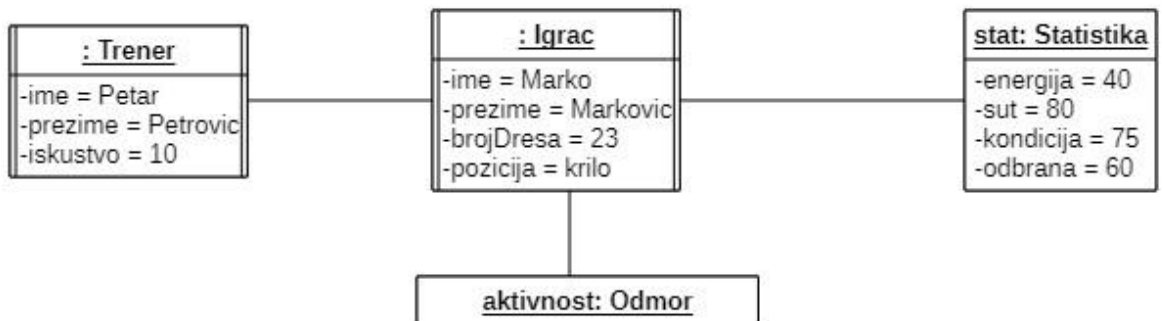 : Trener
-ime = Petar
-prezime = Petrovic
-iskustvo = 10
: Igrac
-ime = Marko
-prezime = Markovic
-brojDresa = 23
-pozicija = krilo
stat: Statistika
-energija = 40
-sut = 80
-kondicija = 75
-odbrana = 60
aktivnost: Odmor